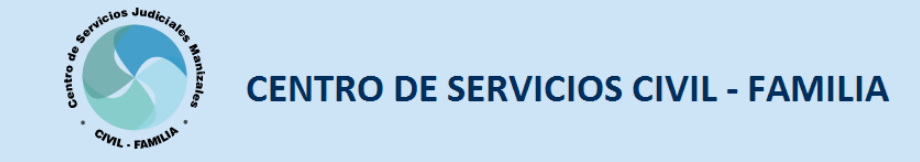 Centro de Servicios Judiciales Manizales
• CIVIL - FAMILIA •
CENTRO DE SERVICIOS CIVIL - FAMILIA